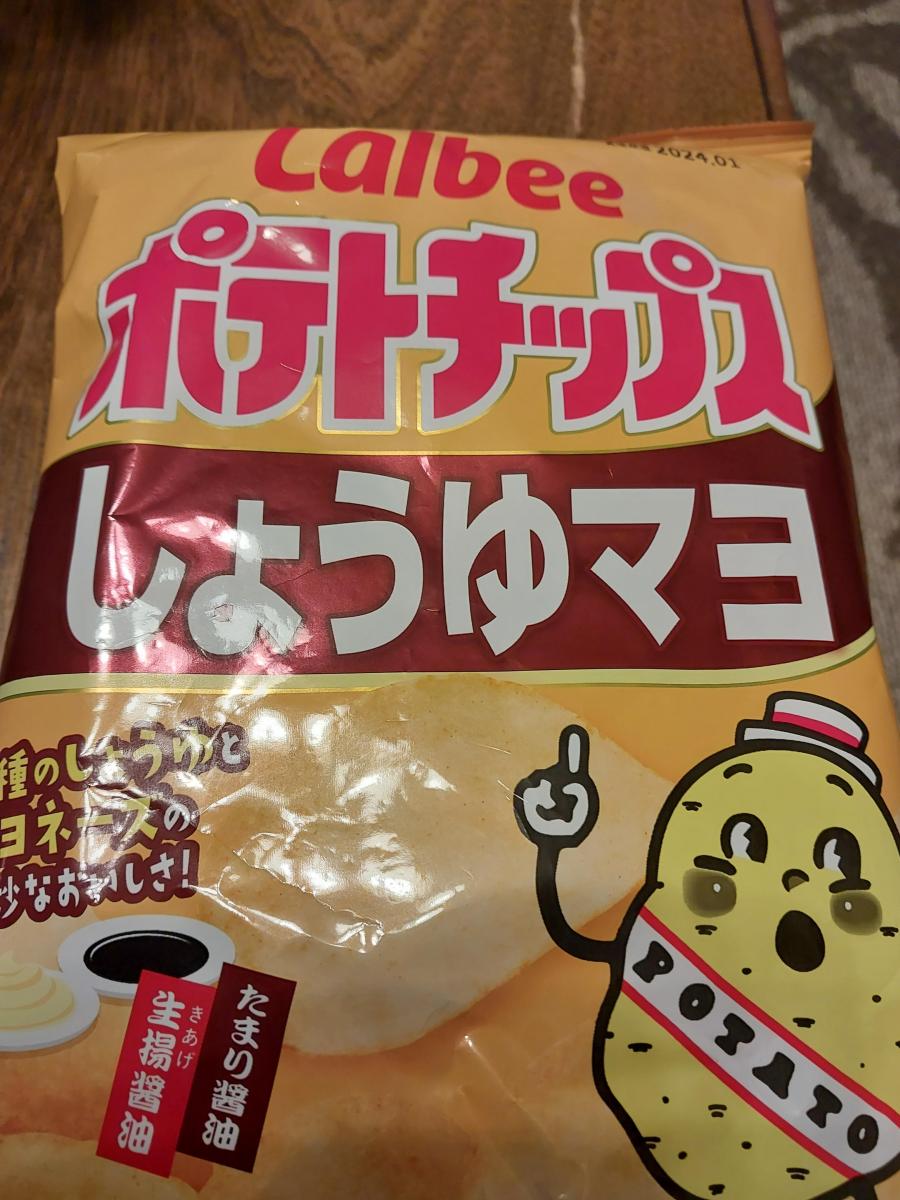 Calbee
2024.01
ポテトチップス
しょうゆマヨ
種のしょうゆと
ヨネーズの
妙なおいしさ!
たまり醤油
きあげ
生揚醤油
POTATO